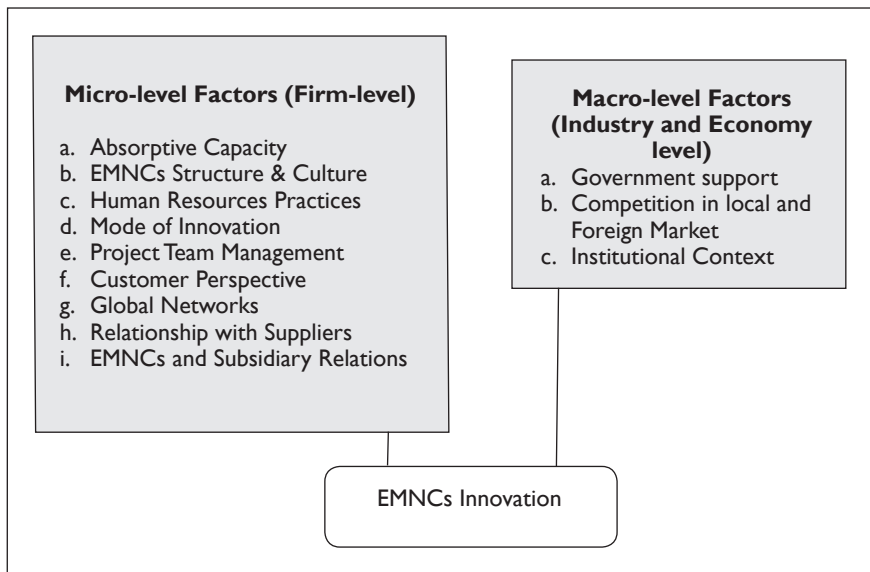 Micro-level Factors (Firm-level)
a. Absorptive Capacity
b. EMNCs Structure & Culture
c. Human Resources Practices
d. Mode of Innovation
e. Project Team Management
f. Customer Perspective
g. Global Networks
h. Relationship with Suppliers
i. EMNCs and Subsidiary Relations
Macro-level Factors
(Industry and Economy
level)
a. Government support
b. Competition in local and
Foreign Market
c. Institutional Context
EMNCs Innovation